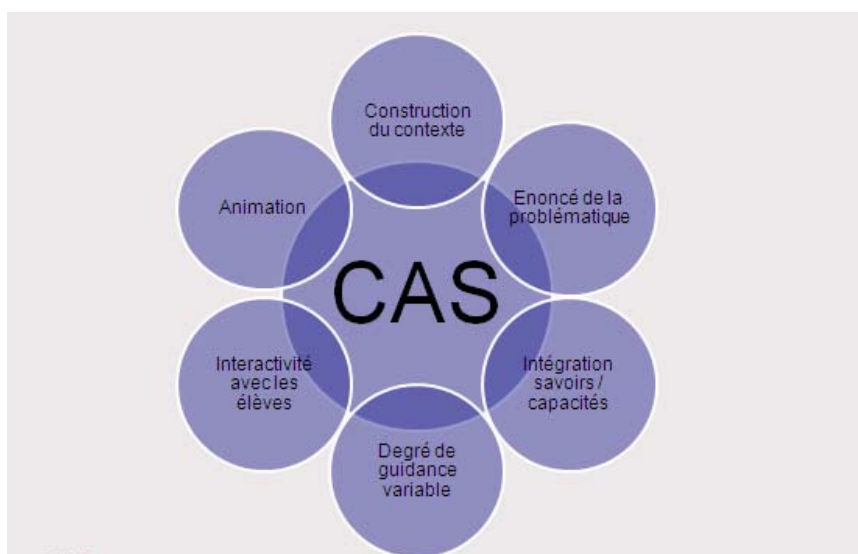 Construction
du contexte
Enoncé de la
problématique
Animation
CAS
Interactivité
avec les
élèves
Intégration
savoirs /
capacités
Degré de
guidance
variable